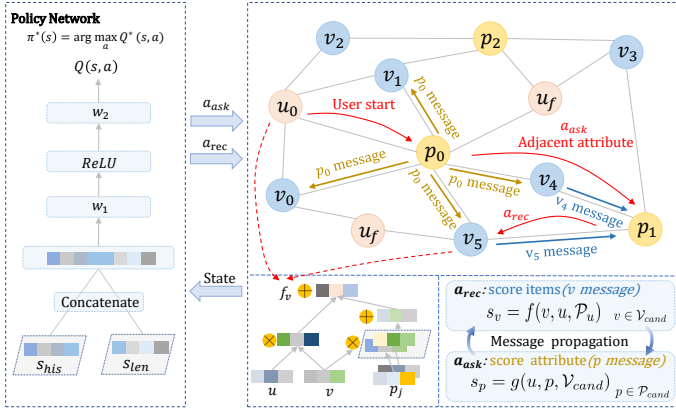 Policy Network
π*(s) = arg max Q*(s,a)
a
Q(s,a)
w₂
ReLU
w₁
Concatenate
s_his
s_len
a_ask
a_rec
State
v₂
p₂
v₃
v₁
u₀
User start
p₀ message
u_f
a_ask
Adjacent attribute
p₀
p₀ message
p₀ message
v₄
v₀
p₀ message
v₄ message
a_rec
p₁
u_f
v₅
v₅ message
f_v
u
v
p_j
a_rec: score items(v message)
s_v = f(v, u, 𝒫_u) v ∈ 𝒱_cand
Message propagation
a_ask: score attribute(p message)
s_p = g(u, p, 𝒱_cand) p ∈ 𝒫_cand